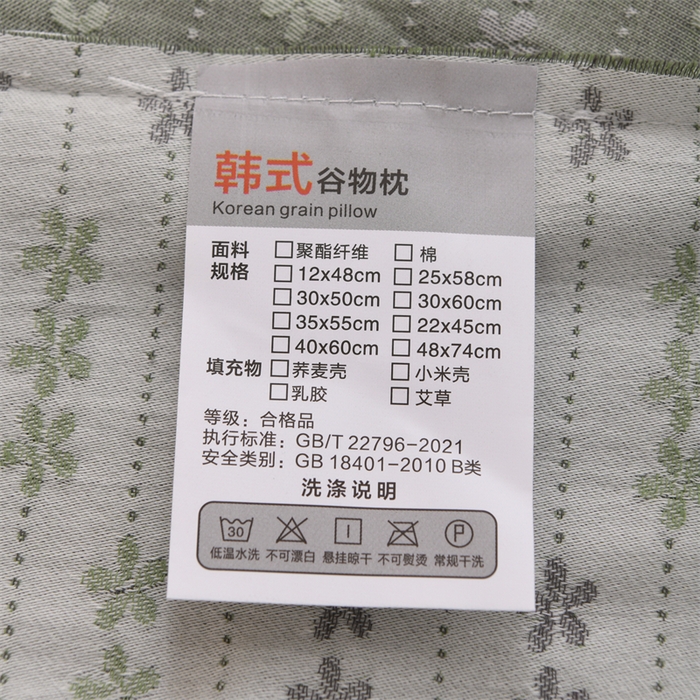 韩式谷物枕
Korean grain pillow
面料 □聚酯纤维 □棉
规格 □12x48cm □25x58cm
□30x50cm □30x60cm
□35x55cm □22x45cm
□40x60cm □48x74cm
填充物 □荞麦壳 □小米壳
□乳胶 □艾草
等级：合格品
执行标准：GB/T 22796-2021
安全类别：GB 18401-2010 B类
洗涤说明
30 P
低温水洗 不可漂白 悬挂晾干 不可熨烫 常规干洗